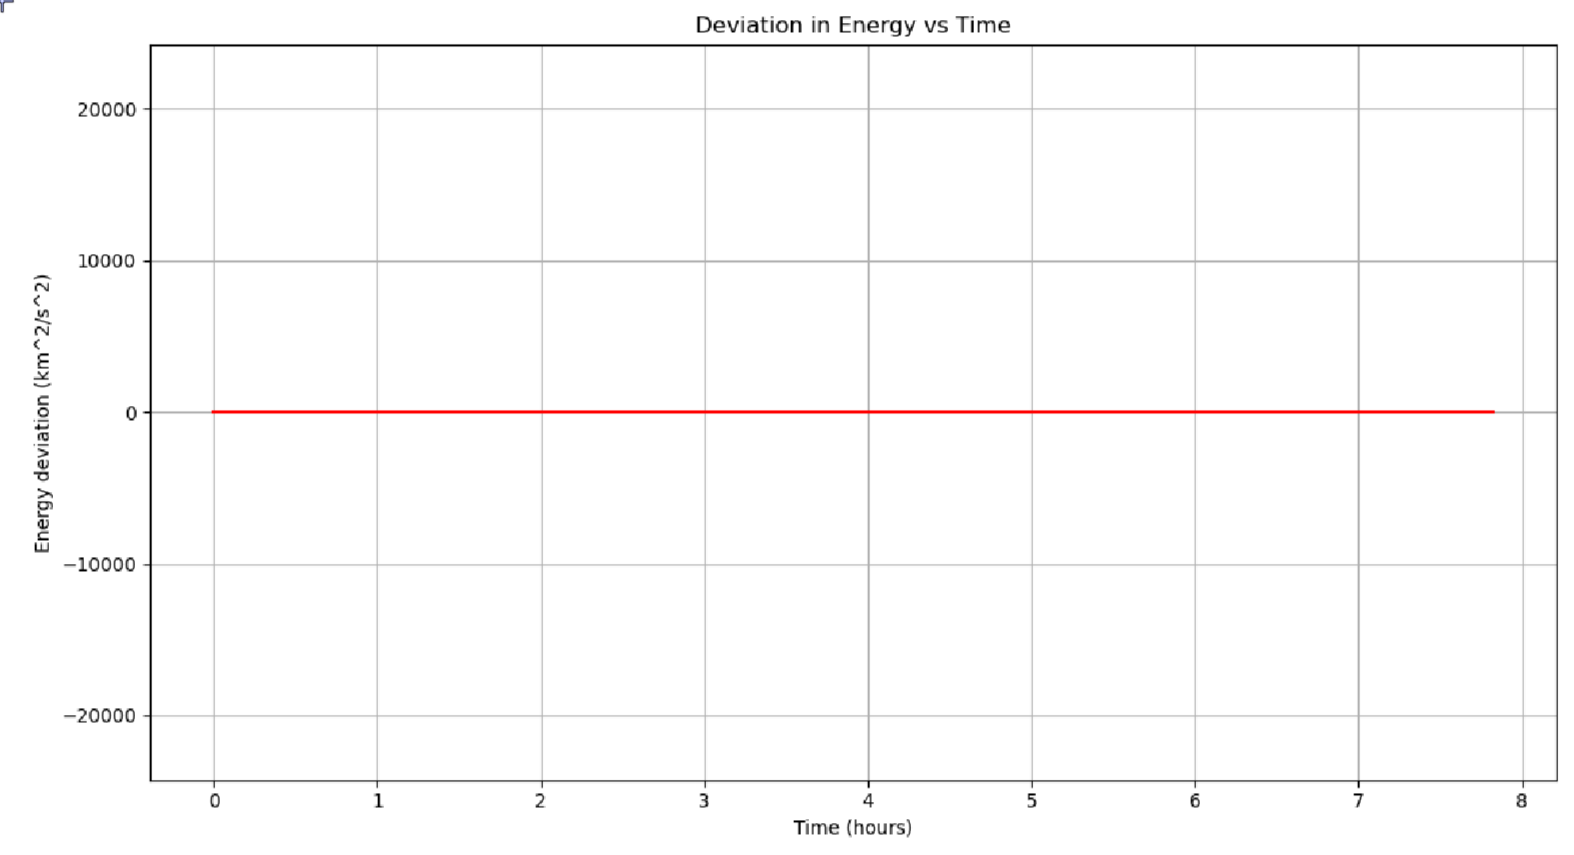 Deviation in Energy vs Time
20000
10000
0
−10000
−20000
Energy deviation (km^2/s^2)
0 1 2 3 4 5 6 7 8
Time (hours)